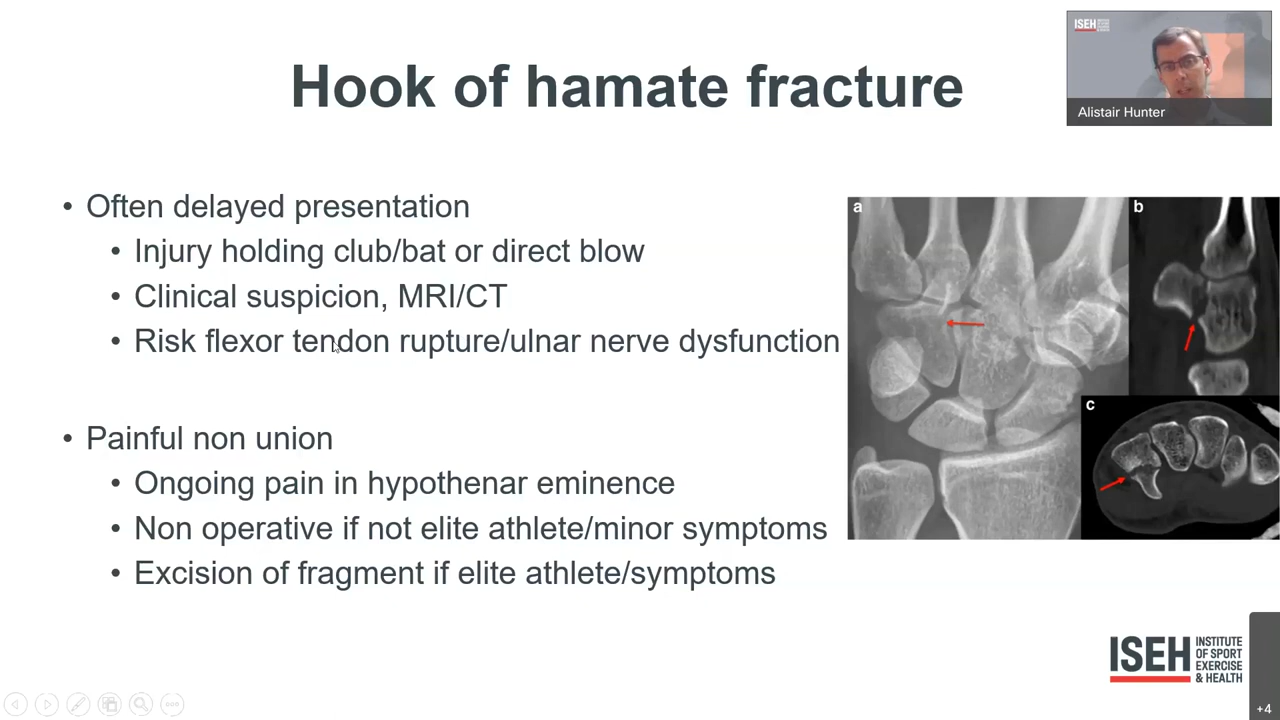 Hook of hamate fracture
ISEH
Alistair Hunter
• Often delayed presentation
• Injury holding club/bat or direct blow
• Clinical suspicion, MRI/CT
• Risk flexor tendon rupture/ulnar nerve dysfunction
• Painful non union
• Ongoing pain in hypothenar eminence
• Non operative if not elite athlete/minor symptoms
• Excision of fragment if elite athlete/symptoms
a
b
c
ISEH
INSTITUTE
OF SPORT
EXERCISE
& HEALTH
+4